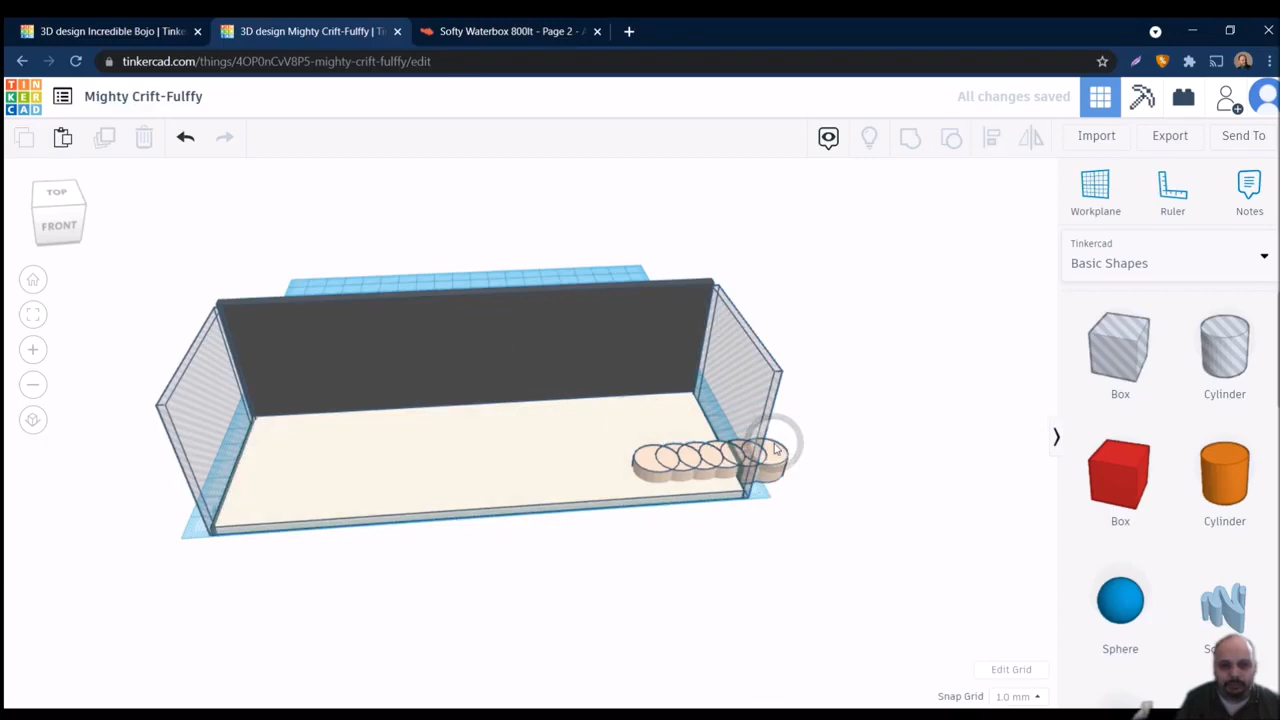 3D design Incredible Bojo | Tinke
3D design Mighty Crift-Fulffy | T
Softy Waterbox 800lt - Page 2 -
tinkercad.com/things/4OP0nCvV8P5-mighty-crift-fulffy/edit
TIN
KER
CAD
Mighty Crift-Fulffy
All changes saved
Import
Export
Send To
TOP
FRONT
Workplane
Ruler
Notes
Tinkercad
Basic Shapes
Box
Cylinder
Box
Cylinder
Sphere
Edit Grid
Snap Grid
1.0 mm